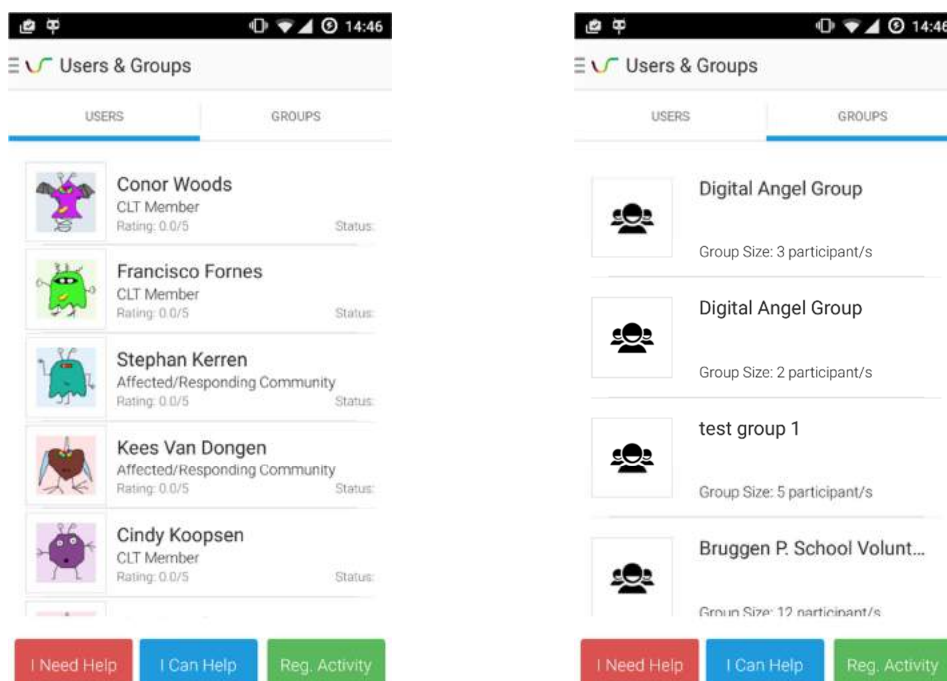 14:46
Users & Groups
USERS GROUPS
Conor Woods
CLT Member
Rating: 0.0/5 Status:
Francisco Fornes
CLT Member
Rating: 0.0/5 Status:
Stephan Kerren
Affected/Responding Community
Rating: 0.0/5 Status:
Kees Van Dongen
Affected/Responding Community
Rating: 0.0/5 Status:
Cindy Koopsen
CLT Member
Rating: 0.0/5 Status:
I Need Help I Can Help Reg. Activity
14:46
Users & Groups
USERS GROUPS
Digital Angel Group
Group Size: 3 participant/s
Digital Angel Group
Group Size: 2 participant/s
test group 1
Group Size: 5 participant/s
Bruggen P. School Volunt...
Group Size: 12 participant/s
I Need Help I Can Help Reg. Activity